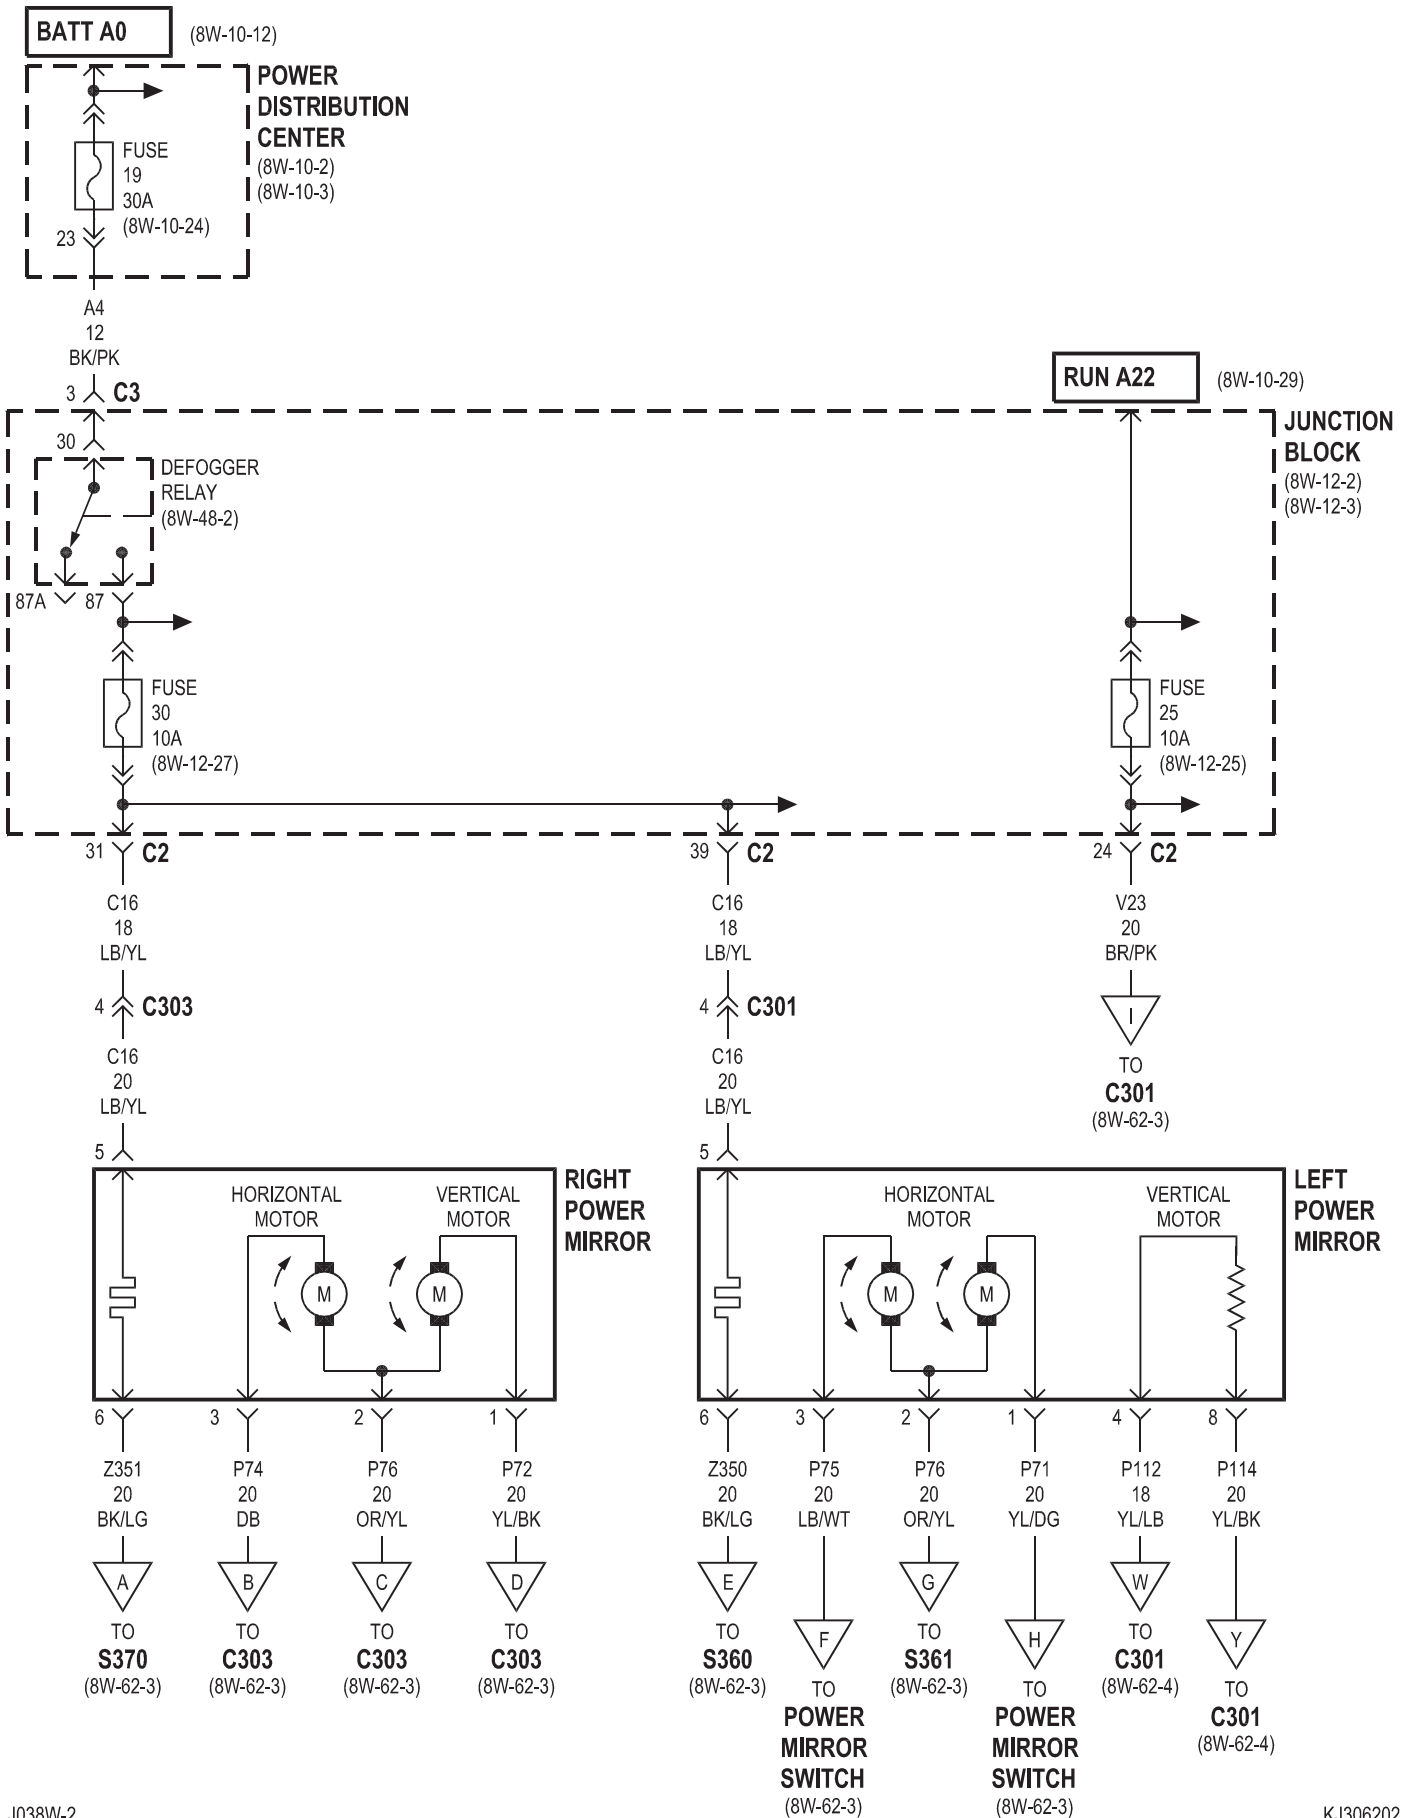 BATT A0
(8W-10-12)
POWER
DISTRIBUTION
CENTER
(8W-10-2)
(8W-10-3)
FUSE
19
30A
(8W-10-24)
23
A4
12
BK/PK
3
C3
RUN A22
(8W-10-29)
JUNCTION
BLOCK
(8W-12-2)
(8W-12-3)
30
DEFOGGER
RELAY
(8W-48-2)
87A
87
FUSE
30
10A
(8W-12-27)
FUSE
25
10A
(8W-12-25)
31
C2
39
C2
24
C2
C16
18
LB/YL
C16
18
LB/YL
V23
20
BR/PK
4
C303
4
C301
I
TO
C301
(8W-62-3)
C16
20
LB/YL
C16
20
LB/YL
5
5
RIGHT
POWER
MIRROR
HORIZONTAL
MOTOR
VERTICAL
MOTOR
M
M
LEFT
POWER
MIRROR
HORIZONTAL
MOTOR
VERTICAL
MOTOR
M
M
6
3
2
1
6
3
2
1
4
8
Z351
20
BK/LG
P74
20
DB
P76
20
OR/YL
P72
20
YL/BK
Z350
20
BK/LG
P75
20
LB/WT
P76
20
OR/YL
P71
20
YL/DG
P112
18
YL/LB
P114
20
YL/BK
A
TO
S370
(8W-62-3)
B
TO
C303
(8W-62-3)
C
TO
C303
(8W-62-3)
D
TO
C303
(8W-62-3)
E
TO
S360
(8W-62-3)
F
TO
POWER
MIRROR
SWITCH
(8W-62-3)
G
TO
S361
(8W-62-3)
H
TO
POWER
MIRROR
SWITCH
(8W-62-3)
W
TO
C301
(8W-62-4)
Y
TO
C301
(8W-62-4)
J038W-2
KJ306202